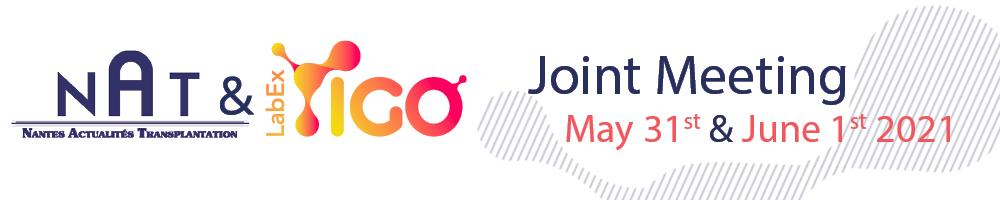 NAT & LabEx IGO
NANTES ACTUALITÉS TRANSPLANTATION
Joint Meeting
May 31st & June 1st 2021